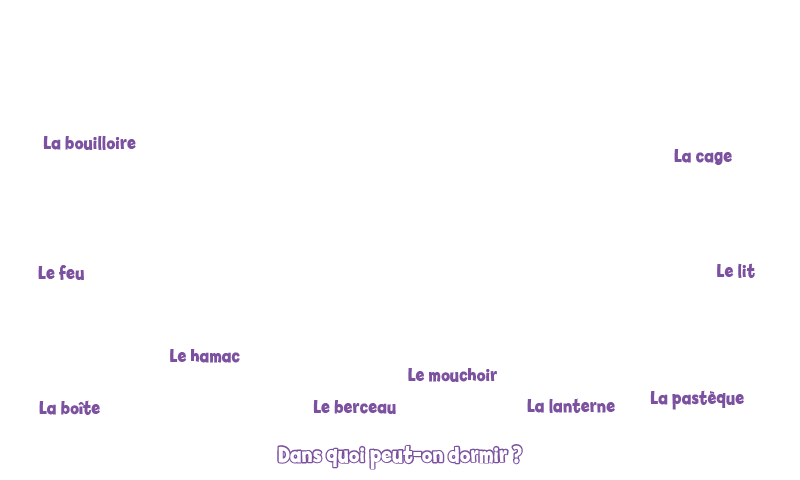 La bouilloire
La cage
Le feu
Le lit
Le hamac
Le mouchoir
La pastèque
La boîte
Le berceau
La lanterne
Dans quoi peut-on dormir ?